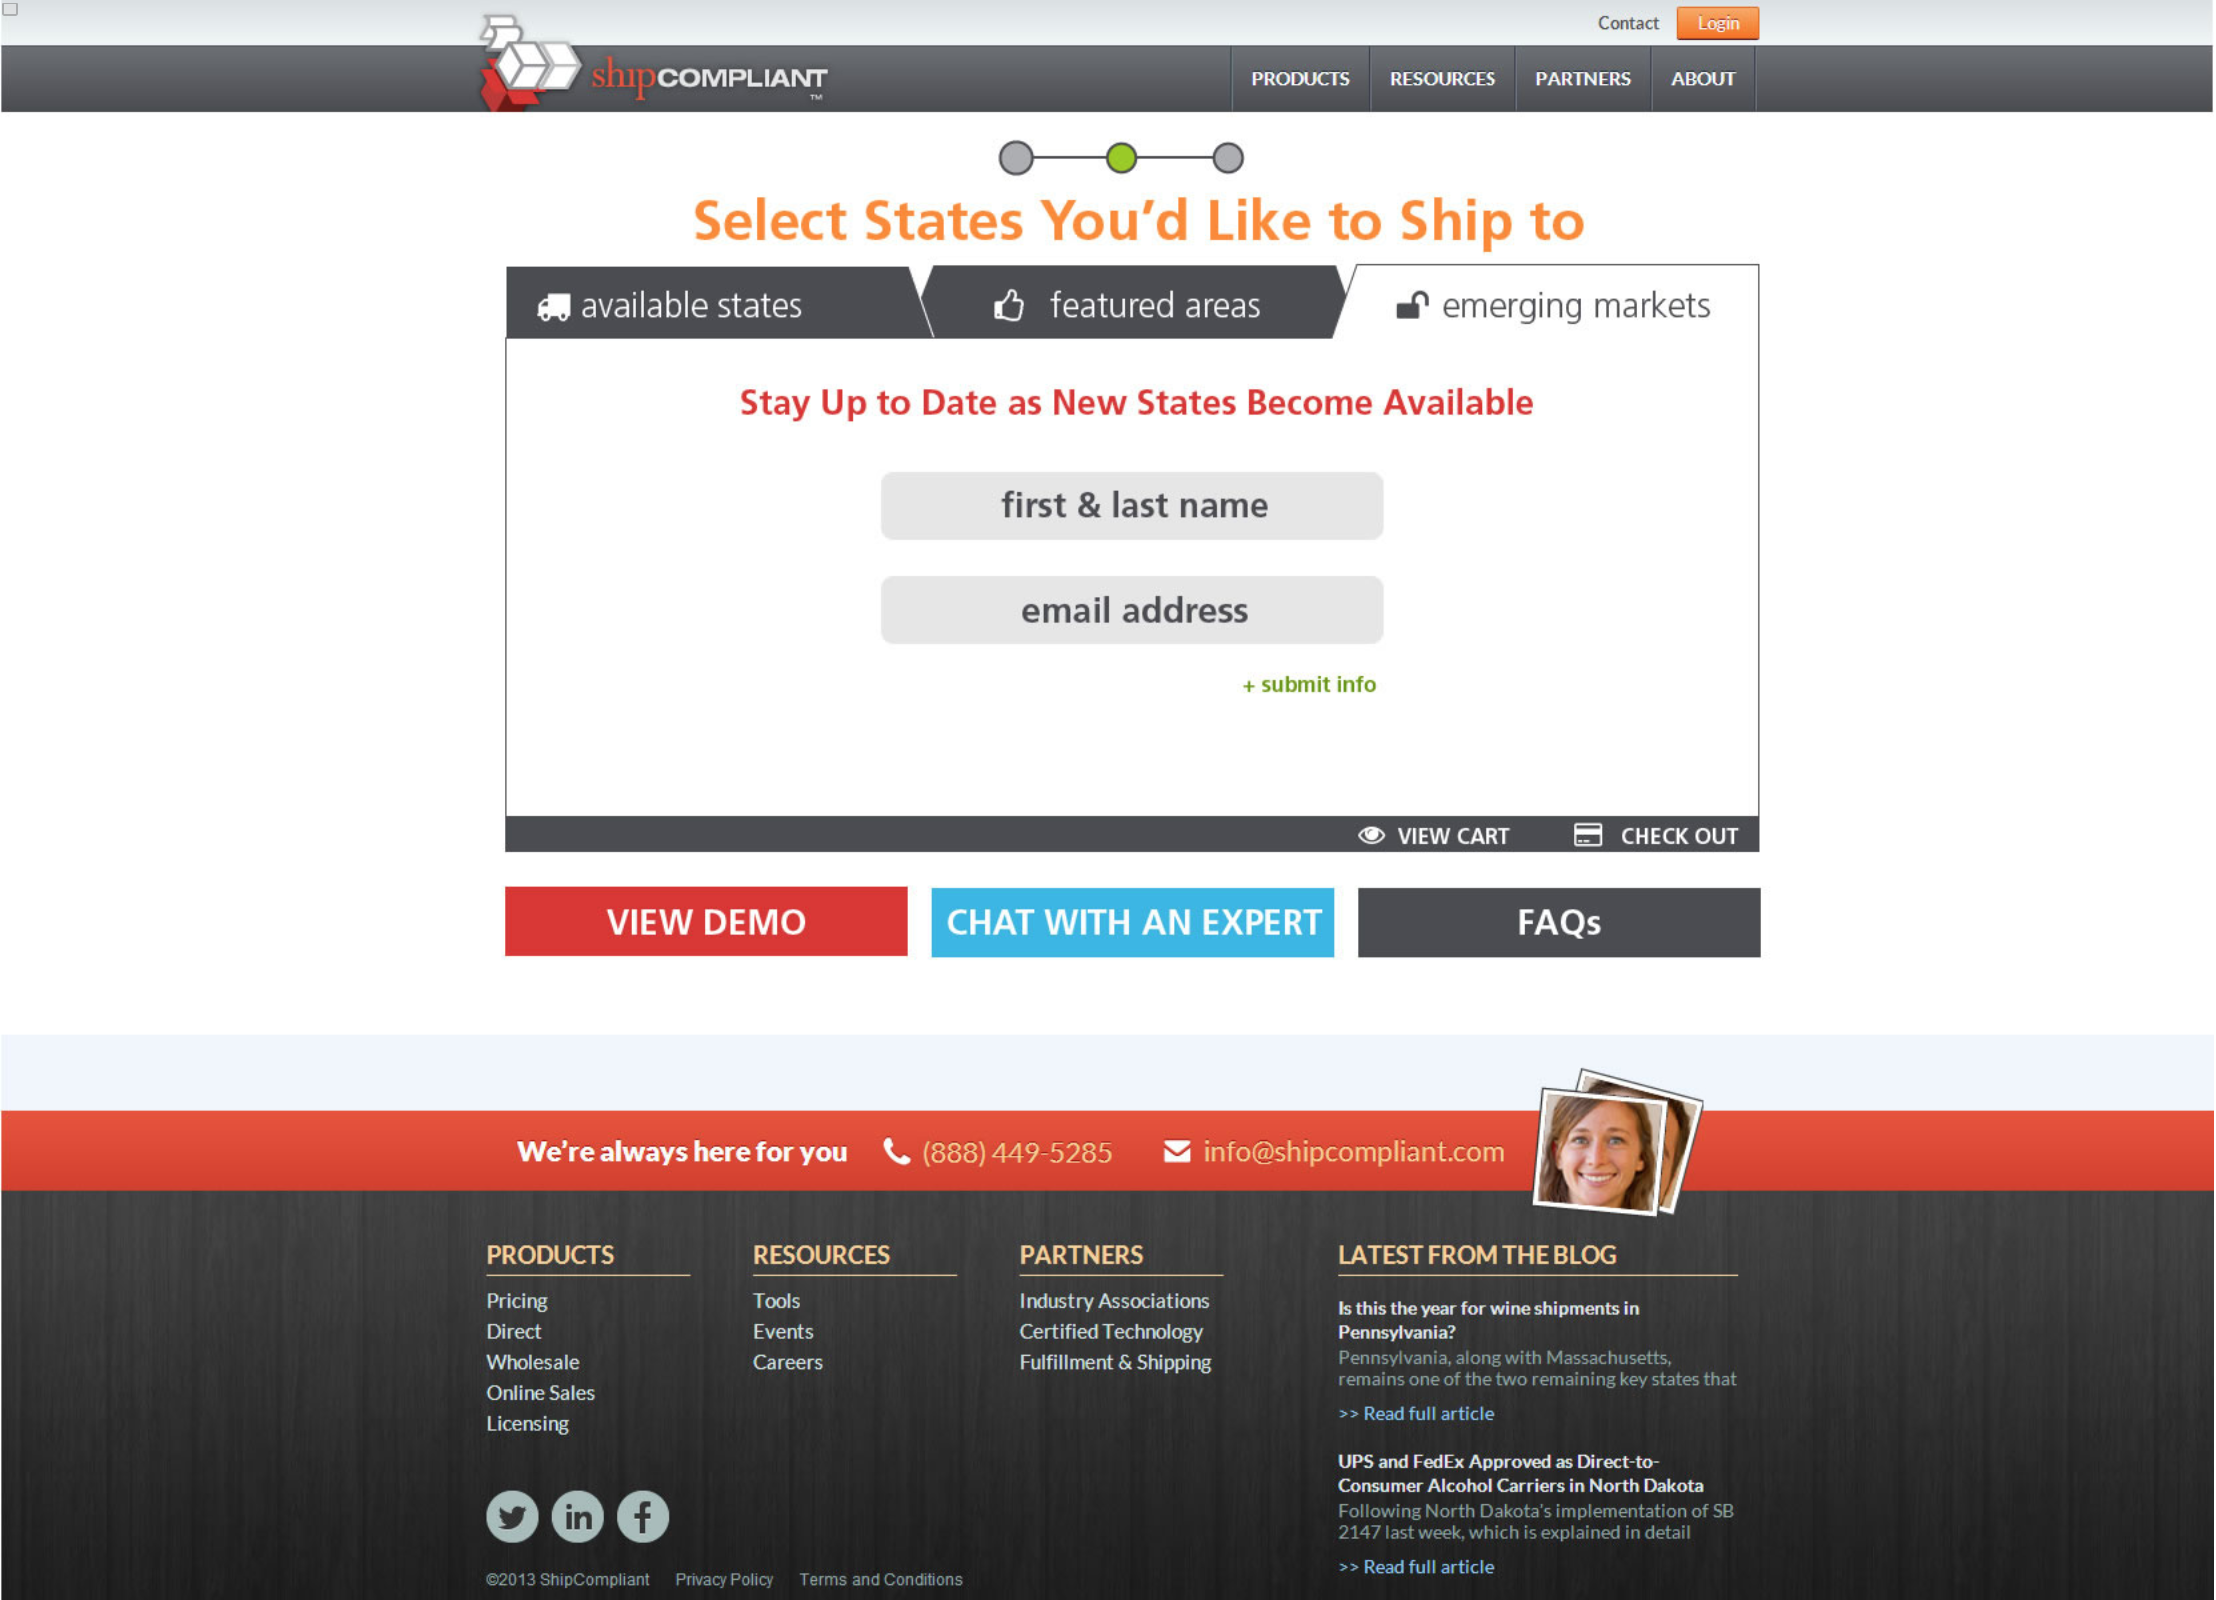 Contact Login
shipCOMPLIANT
TM
PRODUCTS RESOURCES PARTNERS ABOUT
Select States You'd Like to Ship to
available states featured areas emerging markets
Stay Up to Date as New States Become Available
first & last name
email address
+ submit info
VIEW CART CHECK OUT
VIEW DEMO CHAT WITH AN EXPERT FAQs
We're always here for you (888) 449-5285 info@shipcompliant.com
PRODUCTS
Pricing
Direct
Wholesale
Online Sales
Licensing
RESOURCES
Tools
Events
Careers
PARTNERS
Industry Associations
Certified Technology
Fulfillment & Shipping
LATEST FROM THE BLOG
Is this the year for wine shipments in
Pennsylvania?
Pennsylvania, along with Massachusetts,
remains one of the two remaining key states that
>> Read full article
UPS and FedEx Approved as Direct-to-
Consumer Alcohol Carriers in North Dakota
Following North Dakota's implementation of SB
2147 last week, which is explained in detail
>> Read full article
in f
©2013 ShipCompliant Privacy Policy Terms and Conditions